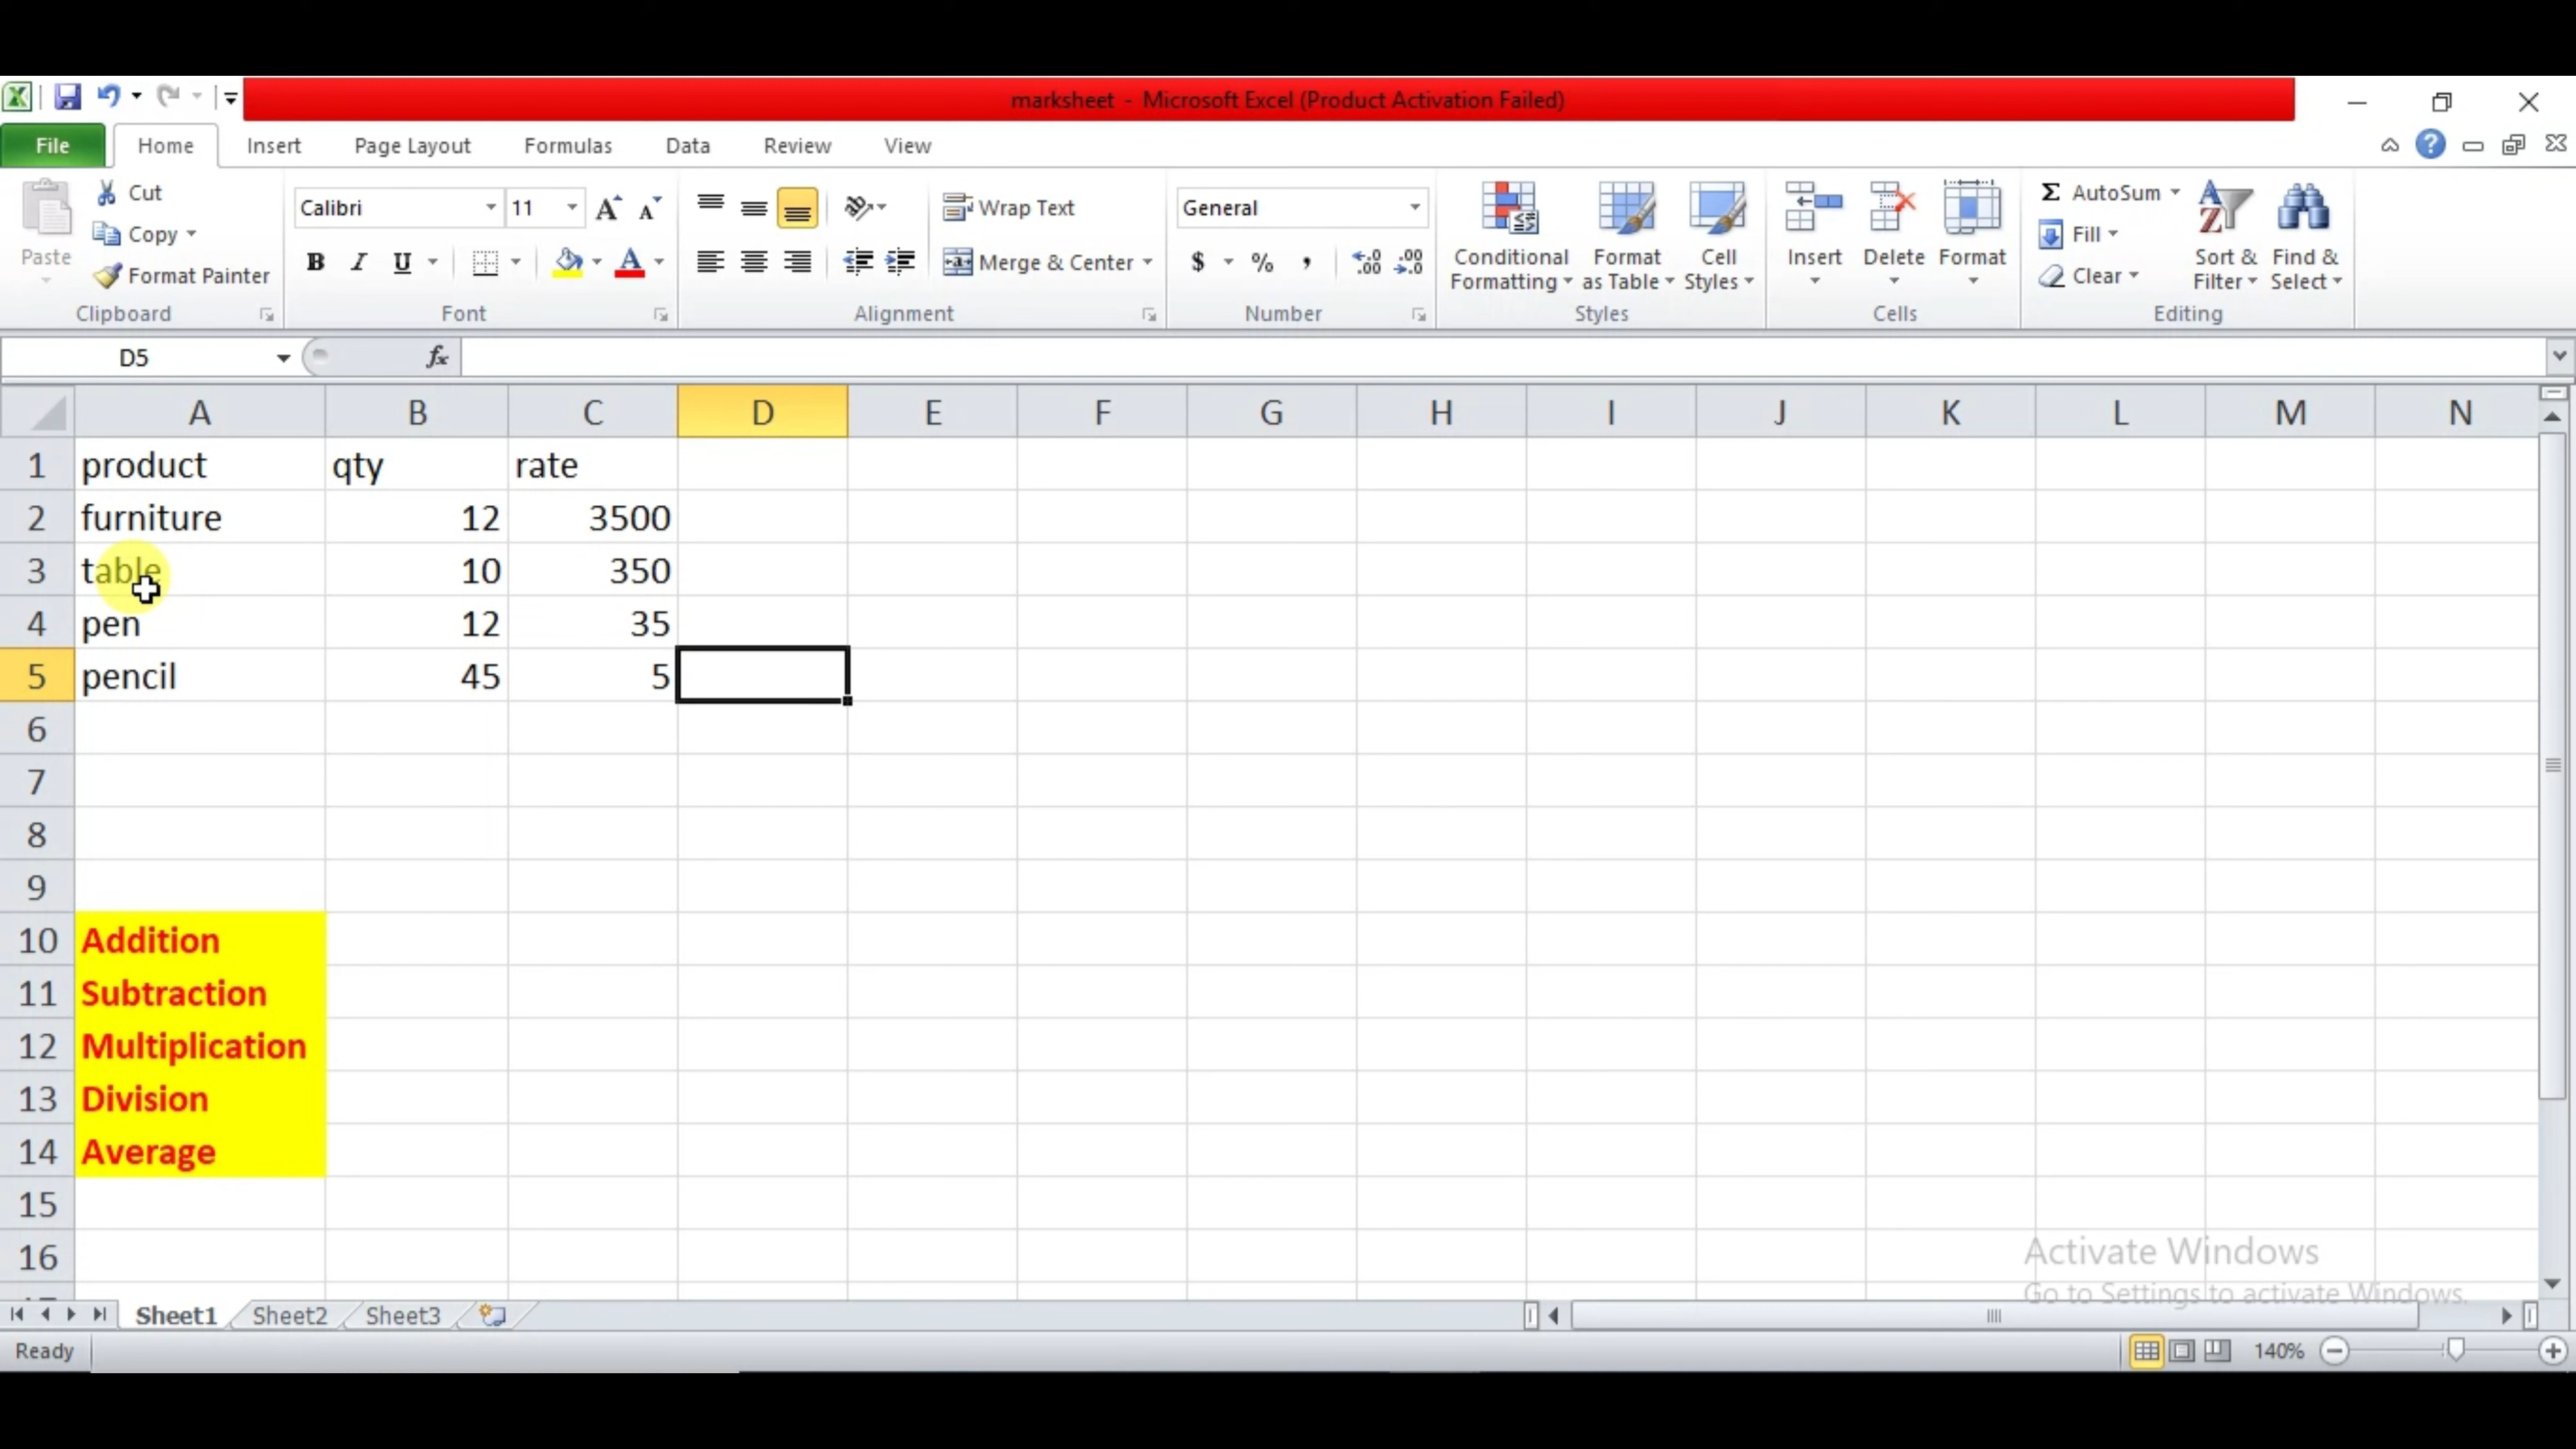 marksheet - Microsoft Excel (Product Activation Failed)
File Home Insert Page Layout Formulas Data Review View
Paste
Cut
Copy
Format Painter
Clipboard
Calibri 11
B I U A
Font
Wrap Text
Merge & Center
Alignment
General
$ % ,
Number
Conditional Formatting
Format as Table
Cell Styles
Styles
Insert Delete Format
Cells
Σ AutoSum
Fill
Clear
Sort & Filter
Find & Select
Editing
D5 fx
A B C D E F G H I J K L M N
1 product qty rate
2 furniture 12 3500
3 table 10 350
4 pen 12 35
5 pencil 45 5
6
7
8
9
10 Addition
11 Subtraction
12 Multiplication
13 Division
14 Average
15
16
Activate Windows
Go to Settings to activate Windows.
Sheet1 Sheet2 Sheet3
Ready 140%